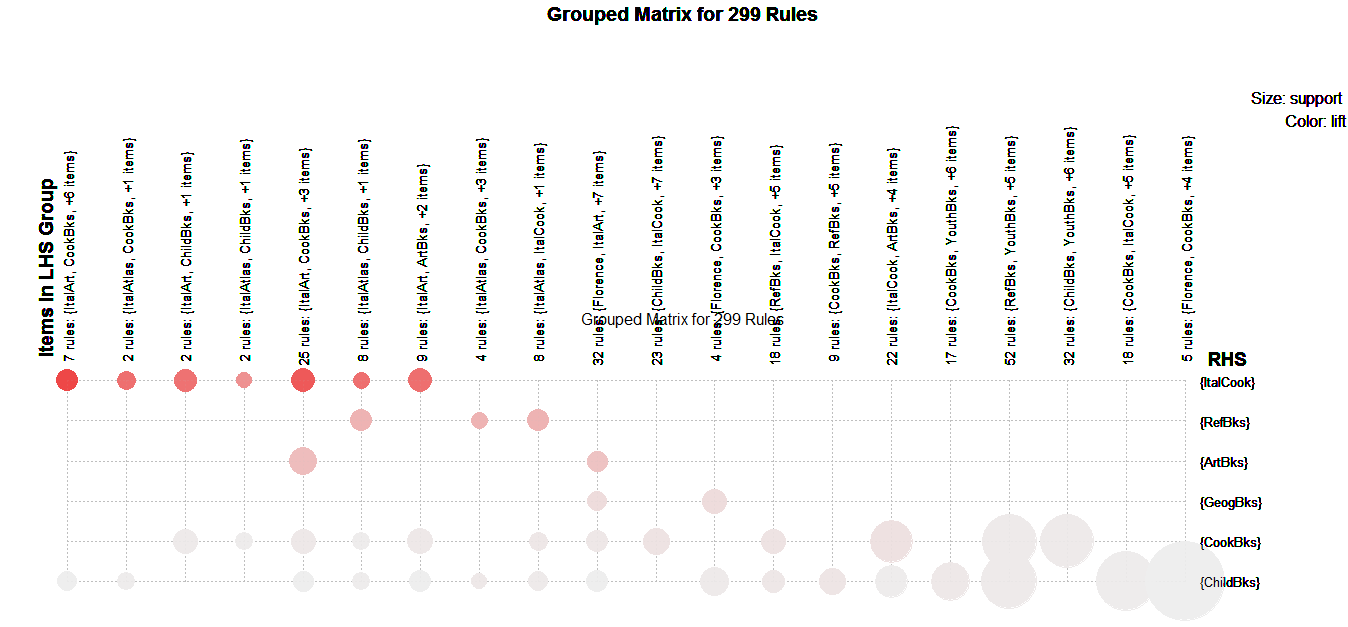 Grouped Matrix for 299 Rules
Size: support
Color: lift
Items in LHS Group
7 rules: {ItalArt, CookBks, +6 items}
2 rules: {ItalAtlas, CookBks, +1 items}
2 rules: {ItalArt, ChildBks, +1 items}
2 rules: {ItalAtlas, ChildBks, +1 items}
25 rules: {ItalArt, CookBks, +3 items}
8 rules: {ItalAtlas, ChildBks, +1 items}
9 rules: {ItalArt, ArtBks, +2 items}
4 rules: {ItalAtlas, CookBks, +3 items}
8 rules: {ItalAtlas, ItalCook, +1 items}
32 rules: {Florence, ItalArt, +7 items}
23 rules: {ChildBks, ItalCook, +7 items}
4 rules: {Florence, CookBks, +3 items}
18 rules: {RefBks, ItalCook, +5 items}
9 rules: {CookBks, RefBks, +5 items}
22 rules: {ItalCook, ArtBks, +4 items}
17 rules: {CookBks, YouthBks, +6 items}
52 rules: {RefBks, YouthBks, +5 items}
32 rules: {ChildBks, YouthBks, +6 items}
18 rules: {CookBks, ItalCook, +5 items}
5 rules: {Florence, CookBks, +4 items}
Grouped Matrix for 299 Rules
RHS
{ItalCook}
{RefBks}
{ArtBks}
{GeogBks}
{CookBks}
{ChildBks}